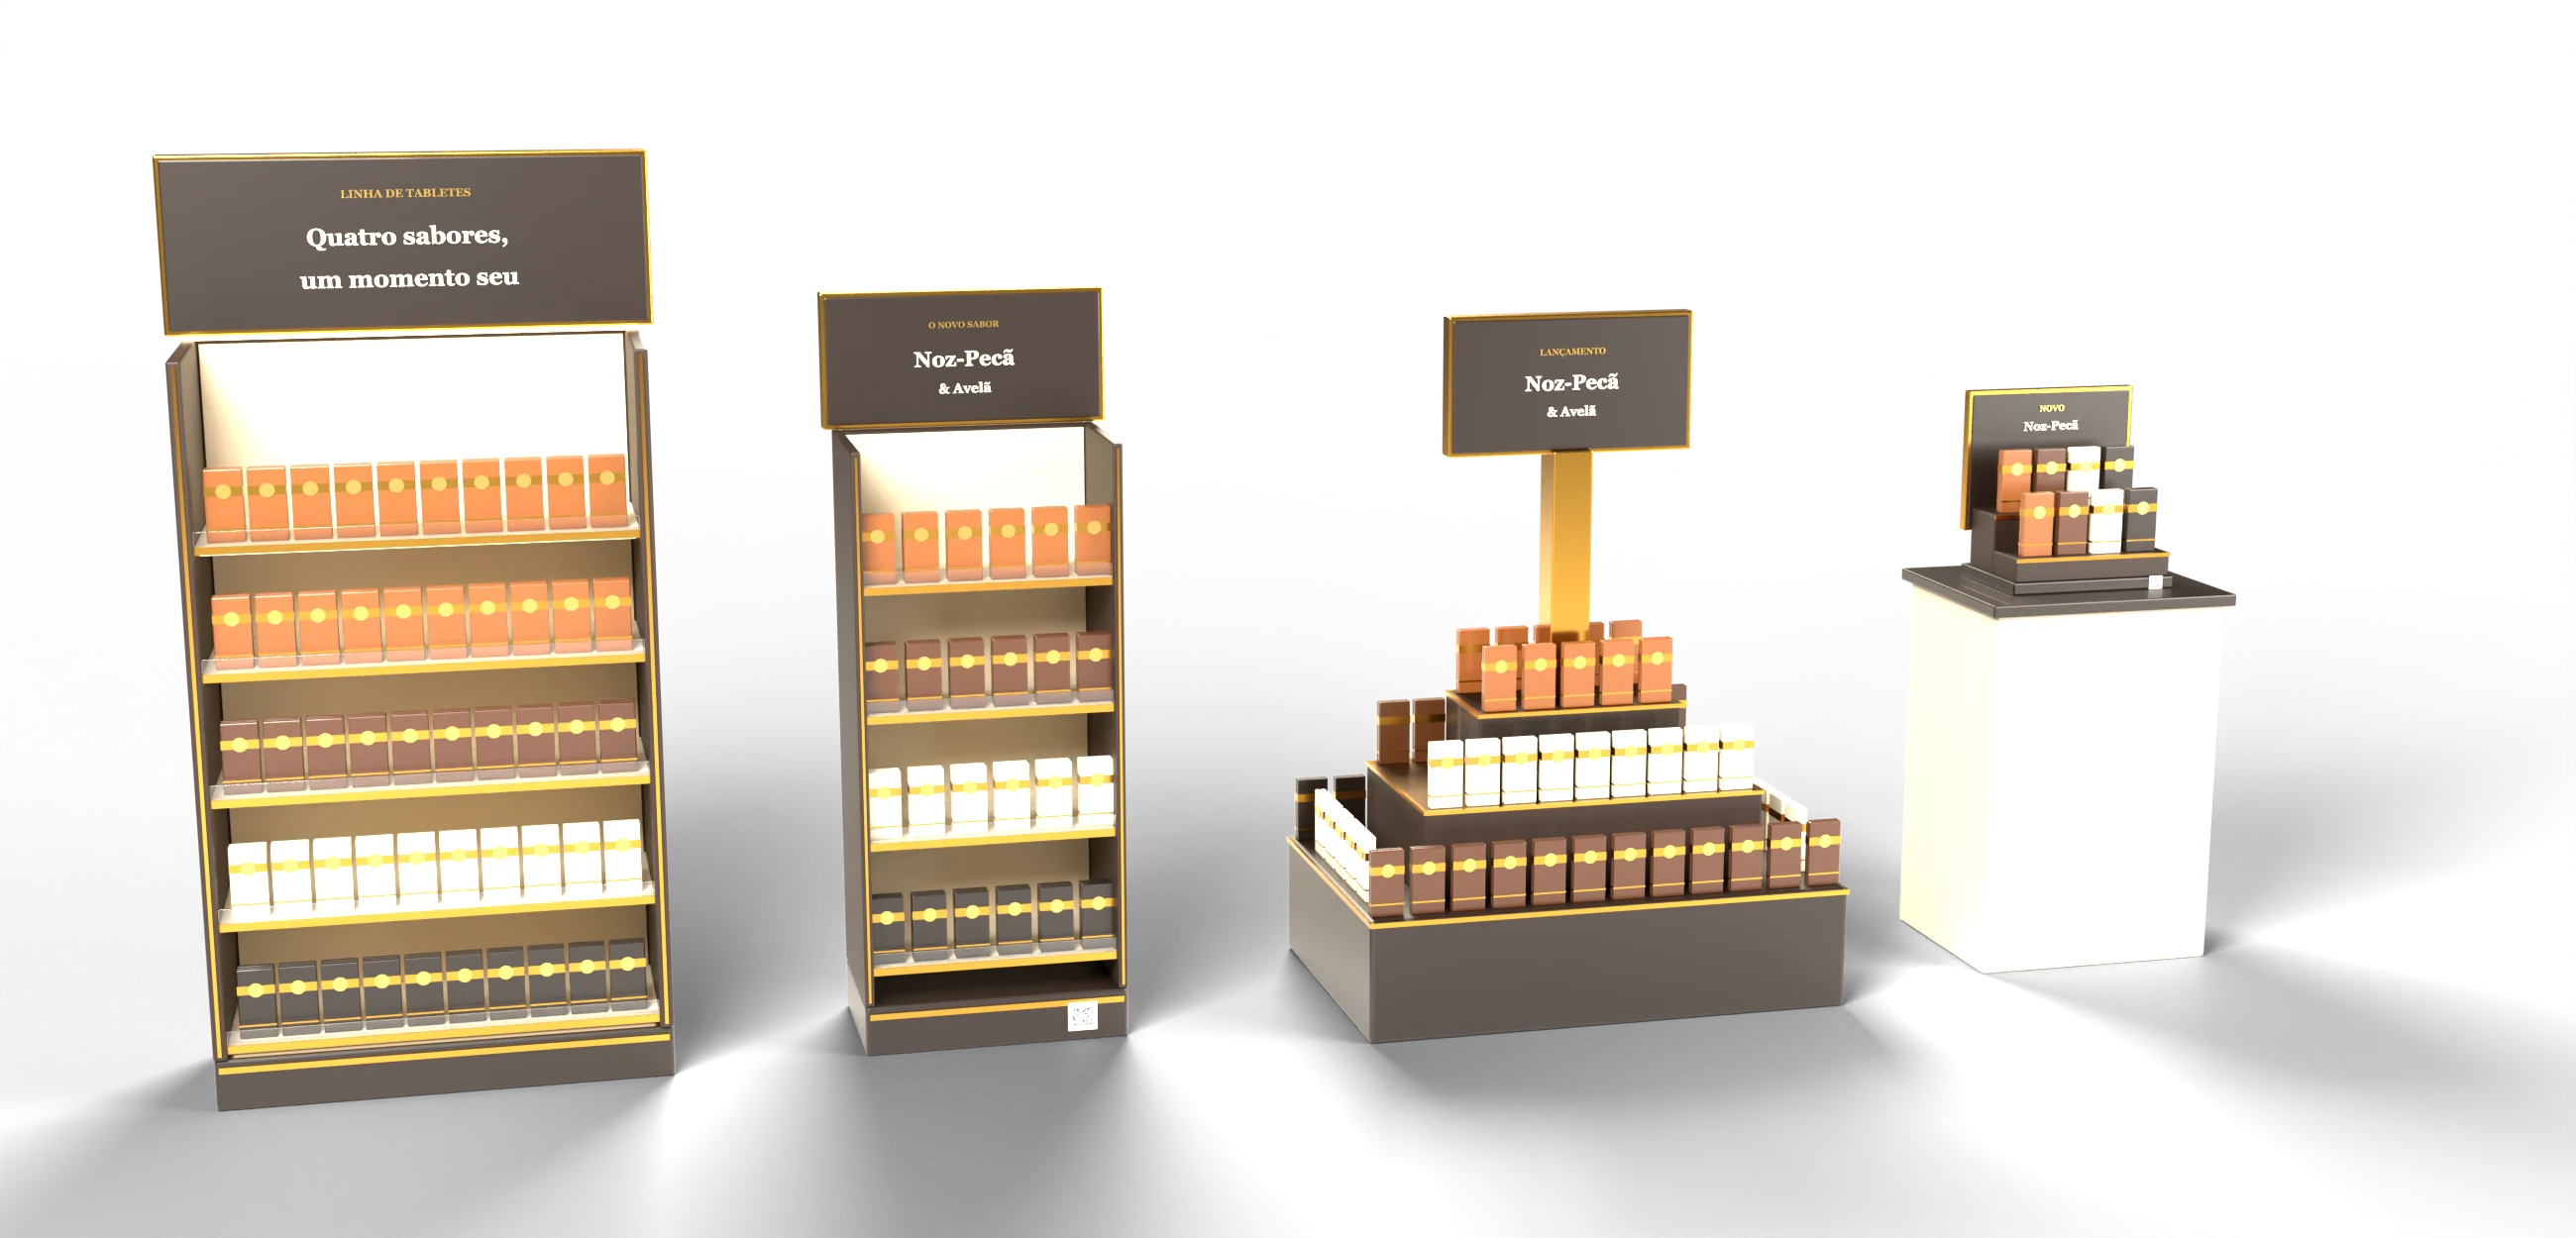 LINHA DE TABLETES
Quatro sabores,
um momento seu
O NOVO SABOR
Noz-Pecã
& Avelã
LANÇAMENTO
Noz-Pecã
& Avelã
NOVO
Noz-Pecã